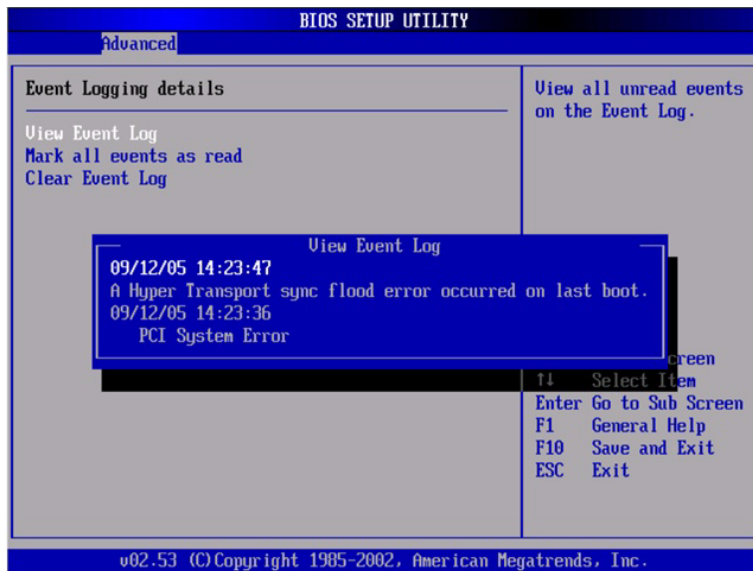 BIOS SETUP UTILITY
Advanced
Event Logging details
View Event Log
Mark all events as read
Clear Event Log
View all unread events
on the Event Log.
View Event Log
09/12/05 14:23:47
A Hyper Transport sync flood error occurred on last boot.
09/12/05 14:23:36
PCI System Error
creen
↑↓ Select Item
Enter Go to Sub Screen
F1 General Help
F10 Save and Exit
ESC Exit
v02.53 (C)Copyright 1985-2002, American Megatrends, Inc.